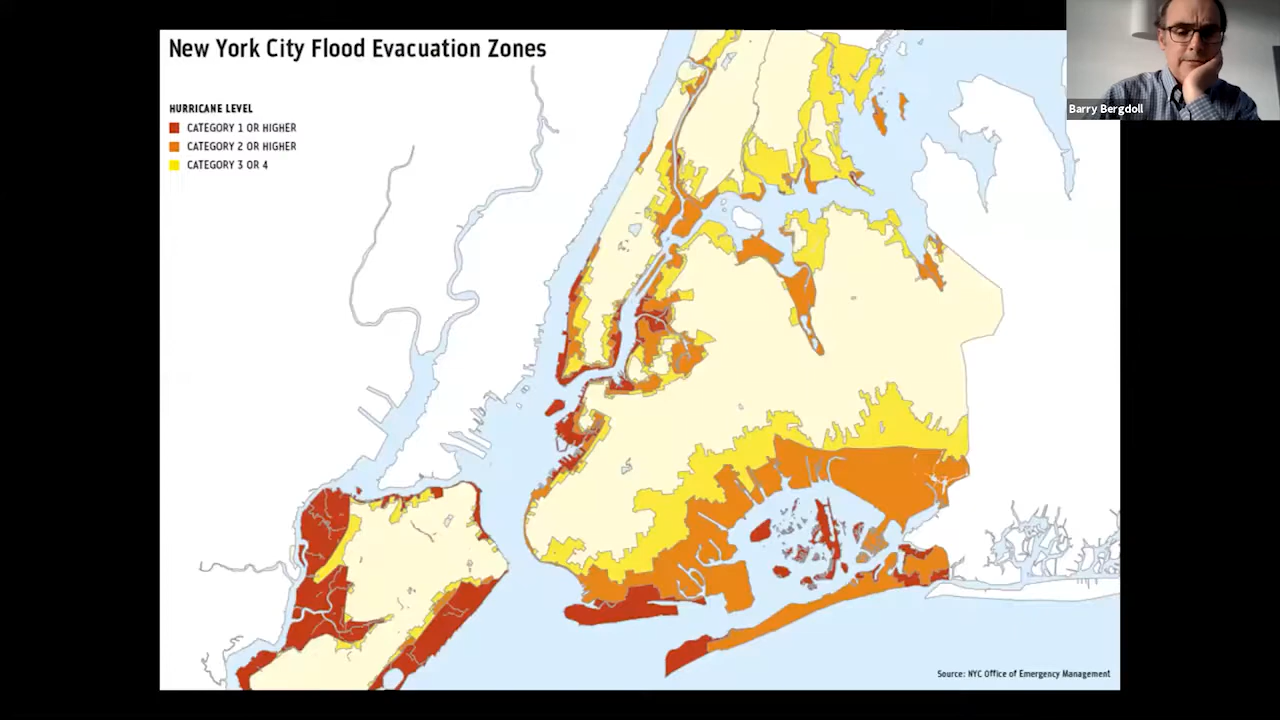 New York City Flood Evacuation Zones
HURRICANE LEVEL
CATEGORY 1 OR HIGHER
CATEGORY 2 OR HIGHER
CATEGORY 3 OR 4
Barry Bergdoll
Source: NYC Office of Emergency Management